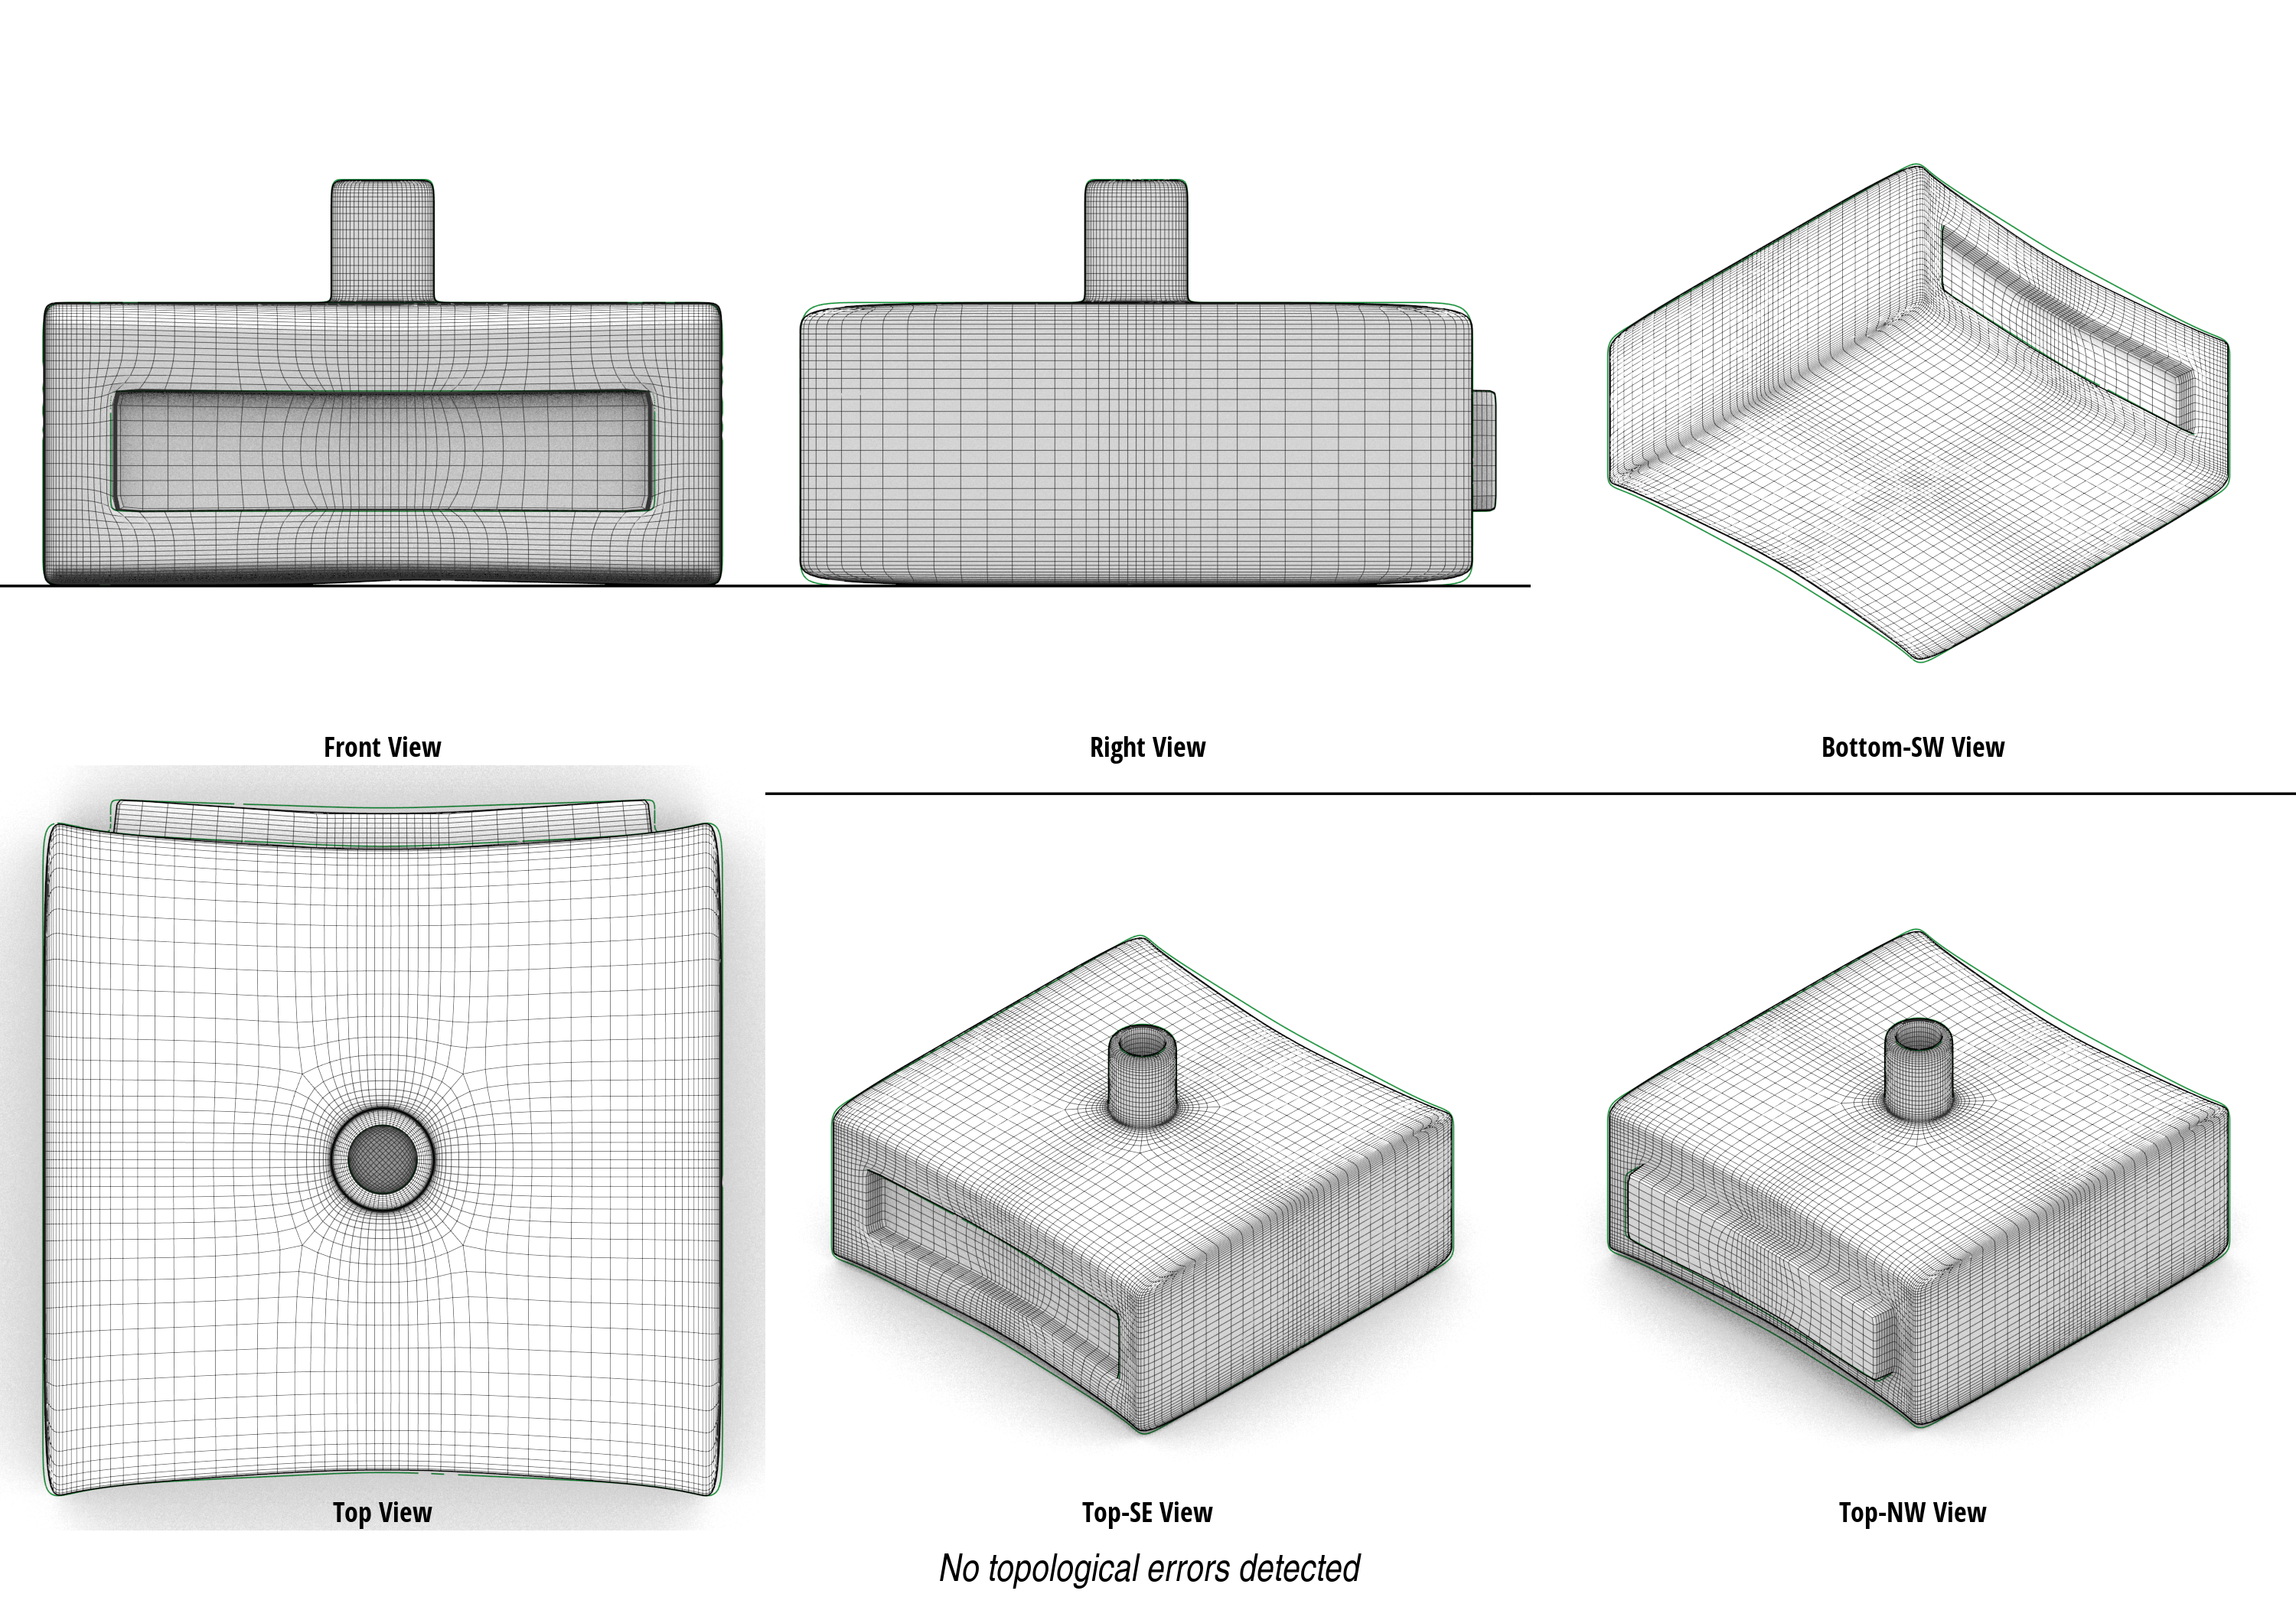 Front View
Right View
Bottom-SW View
Top View
Top-SE View
Top-NW View
No topological errors detected